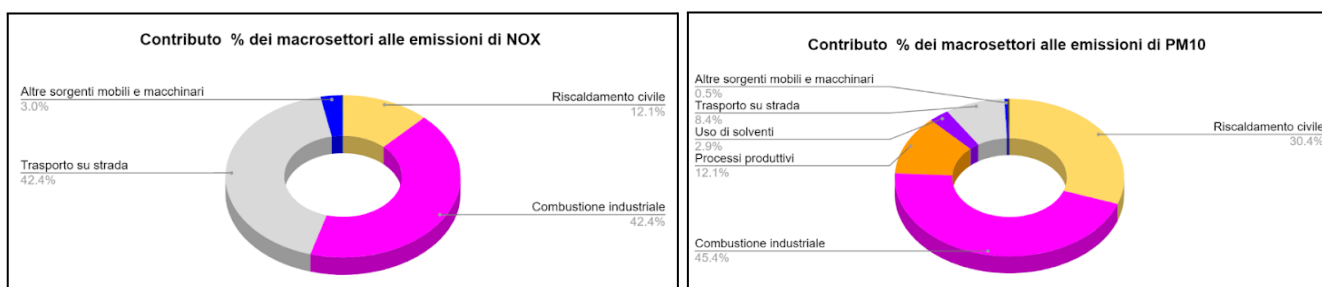 Contributo % dei macrosettori alle emissioni di NOX
Altre sorgenti mobili e macchinari
3.0%
Riscaldamento civile
12.1%
Trasporto su strada
42.4%
Combustione industriale
42.4%
Contributo % dei macrosettori alle emissioni di PM10
Altre sorgenti mobili e macchinari
0.5%
Trasporto su strada
8.4%
Uso di solventi
2.9%
Processi produttivi
12.1%
Riscaldamento civile
30.4%
Combustione industriale
45.4%